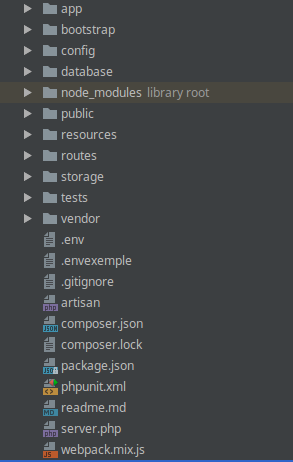 app
bootstrap
config
database
node_modules library root
public
resources
routes
storage
tests
vendor
.env
.envexemple
.gitignore
artisan
composer.json
composer.lock
package.json
phpunit.xml
readme.md
server.php
webpack.mix.js